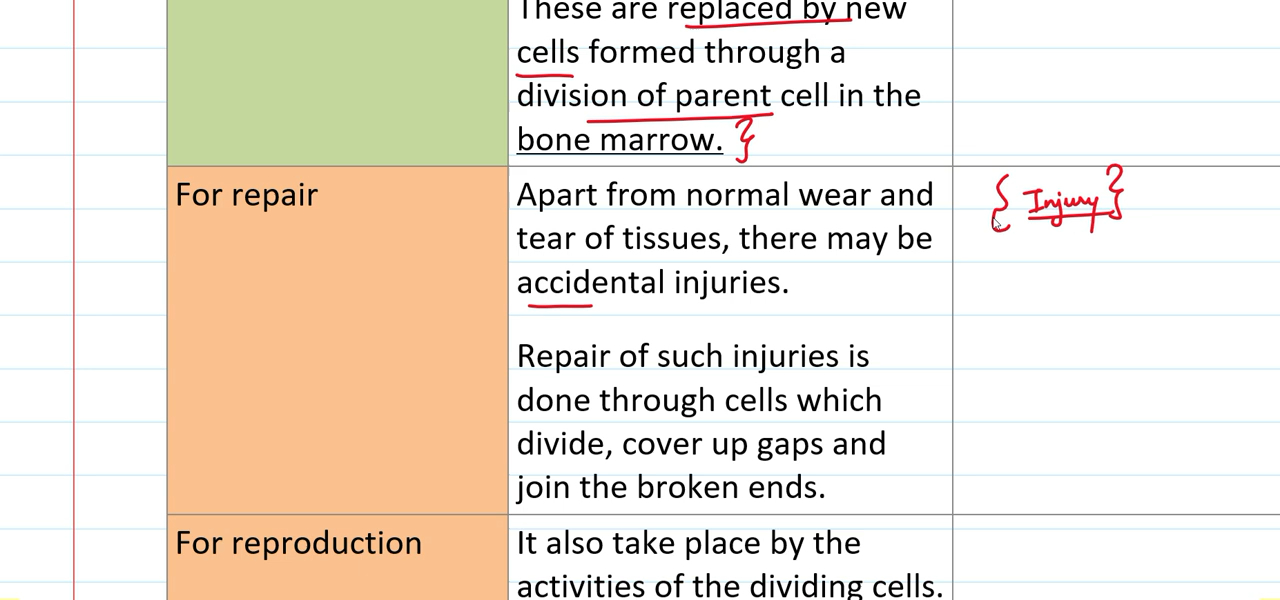 These are replaced by new
cells formed through a
division of parent cell in the
bone marrow. }
For repair
Apart from normal wear and
tear of tissues, there may be
accidental injuries.
{ Injury }
Repair of such injuries is
done through cells which
divide, cover up gaps and
join the broken ends.
For reproduction
It also take place by the
activities of the dividing cells.